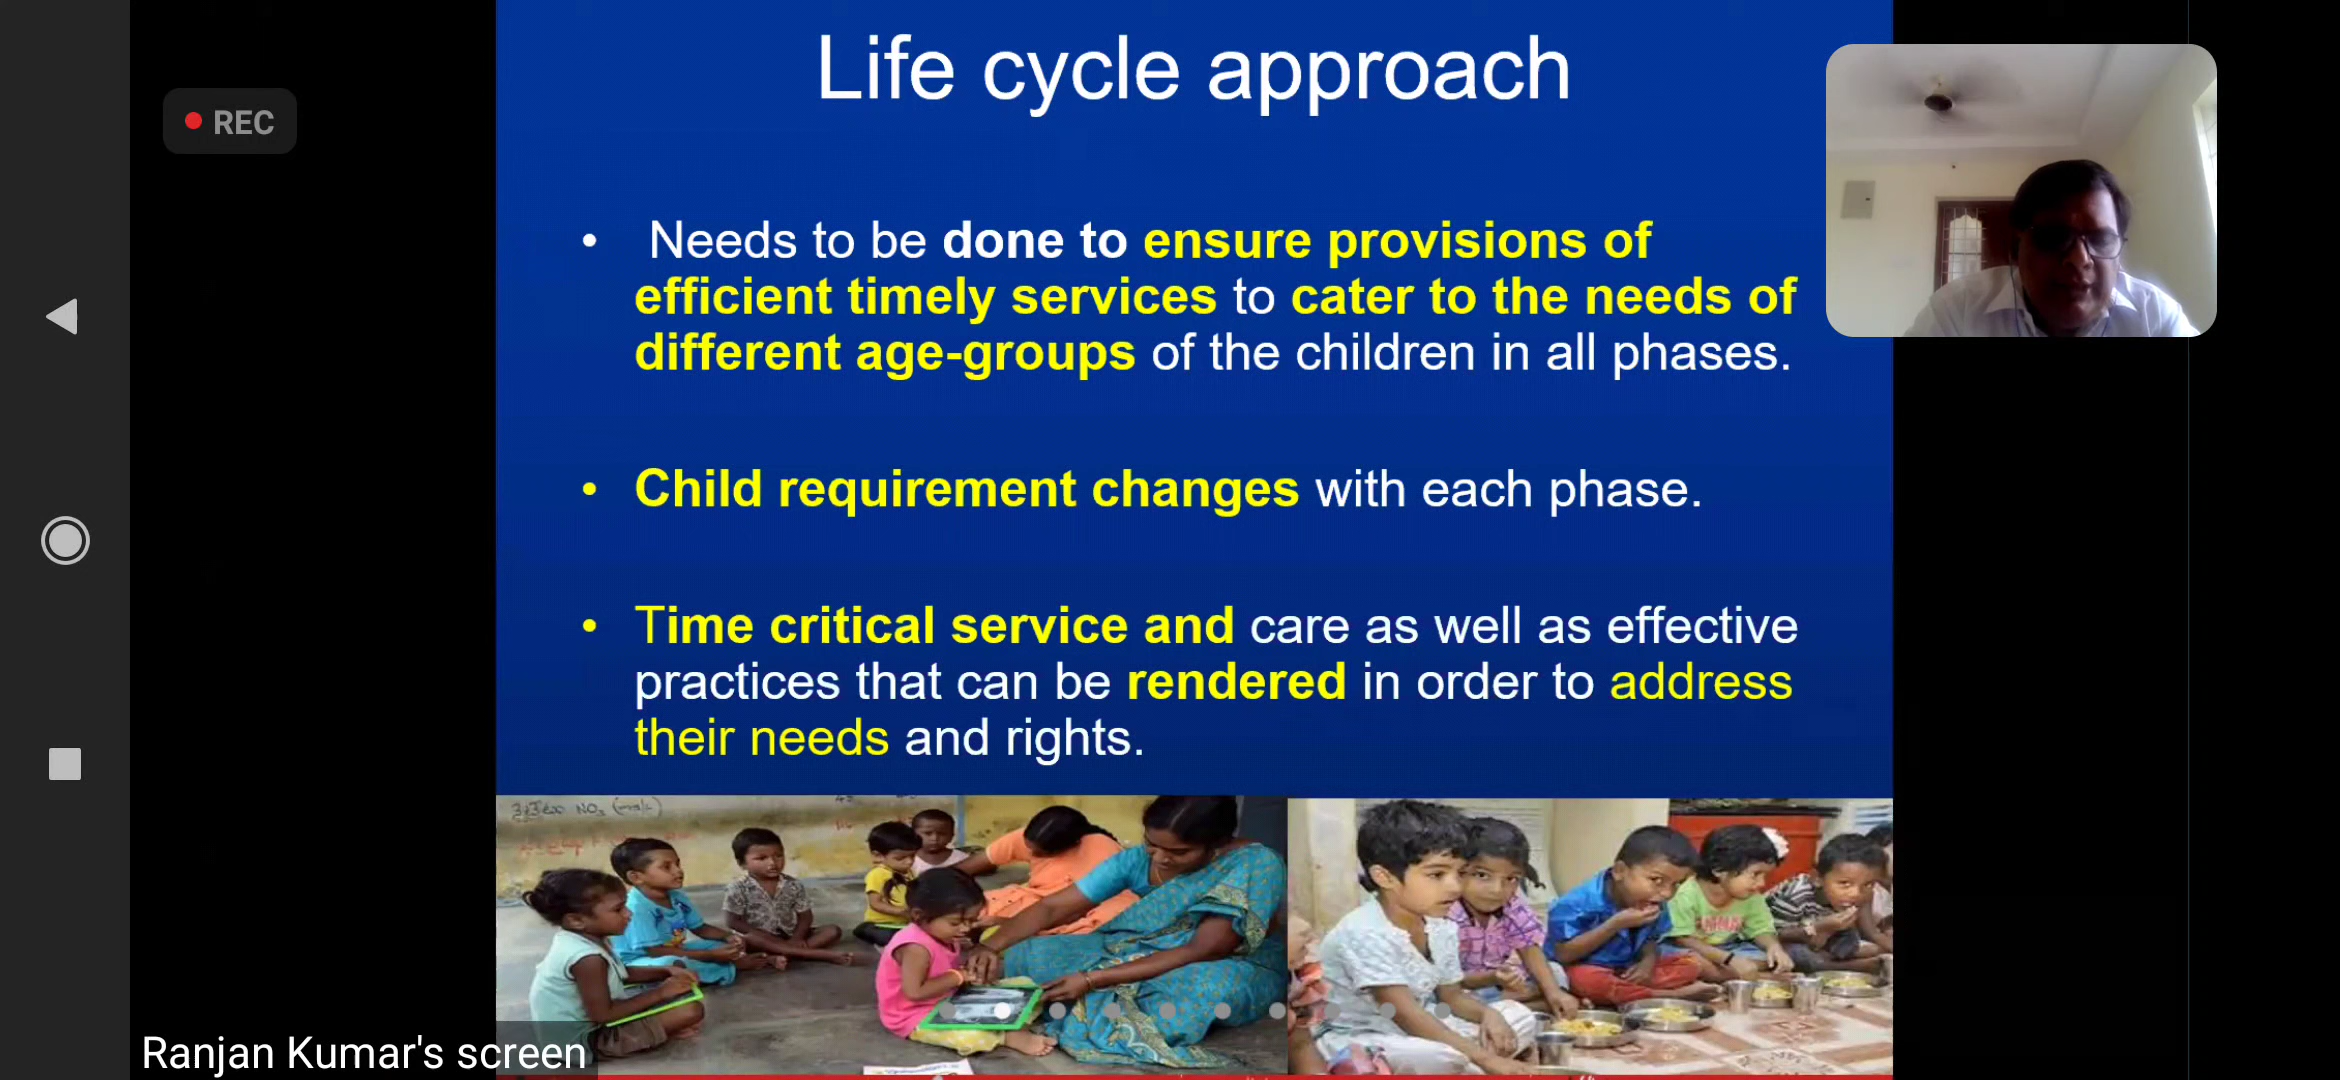 Life cycle approach
REC
• Needs to be done to ensure provisions of
efficient timely services to cater to the needs of
different age-groups of the children in all phases.
• Child requirement changes with each phase.
• Time critical service and care as well as effective
practices that can be rendered in order to address
their needs and rights.
NO3 (male)
Ranjan Kumar's screen